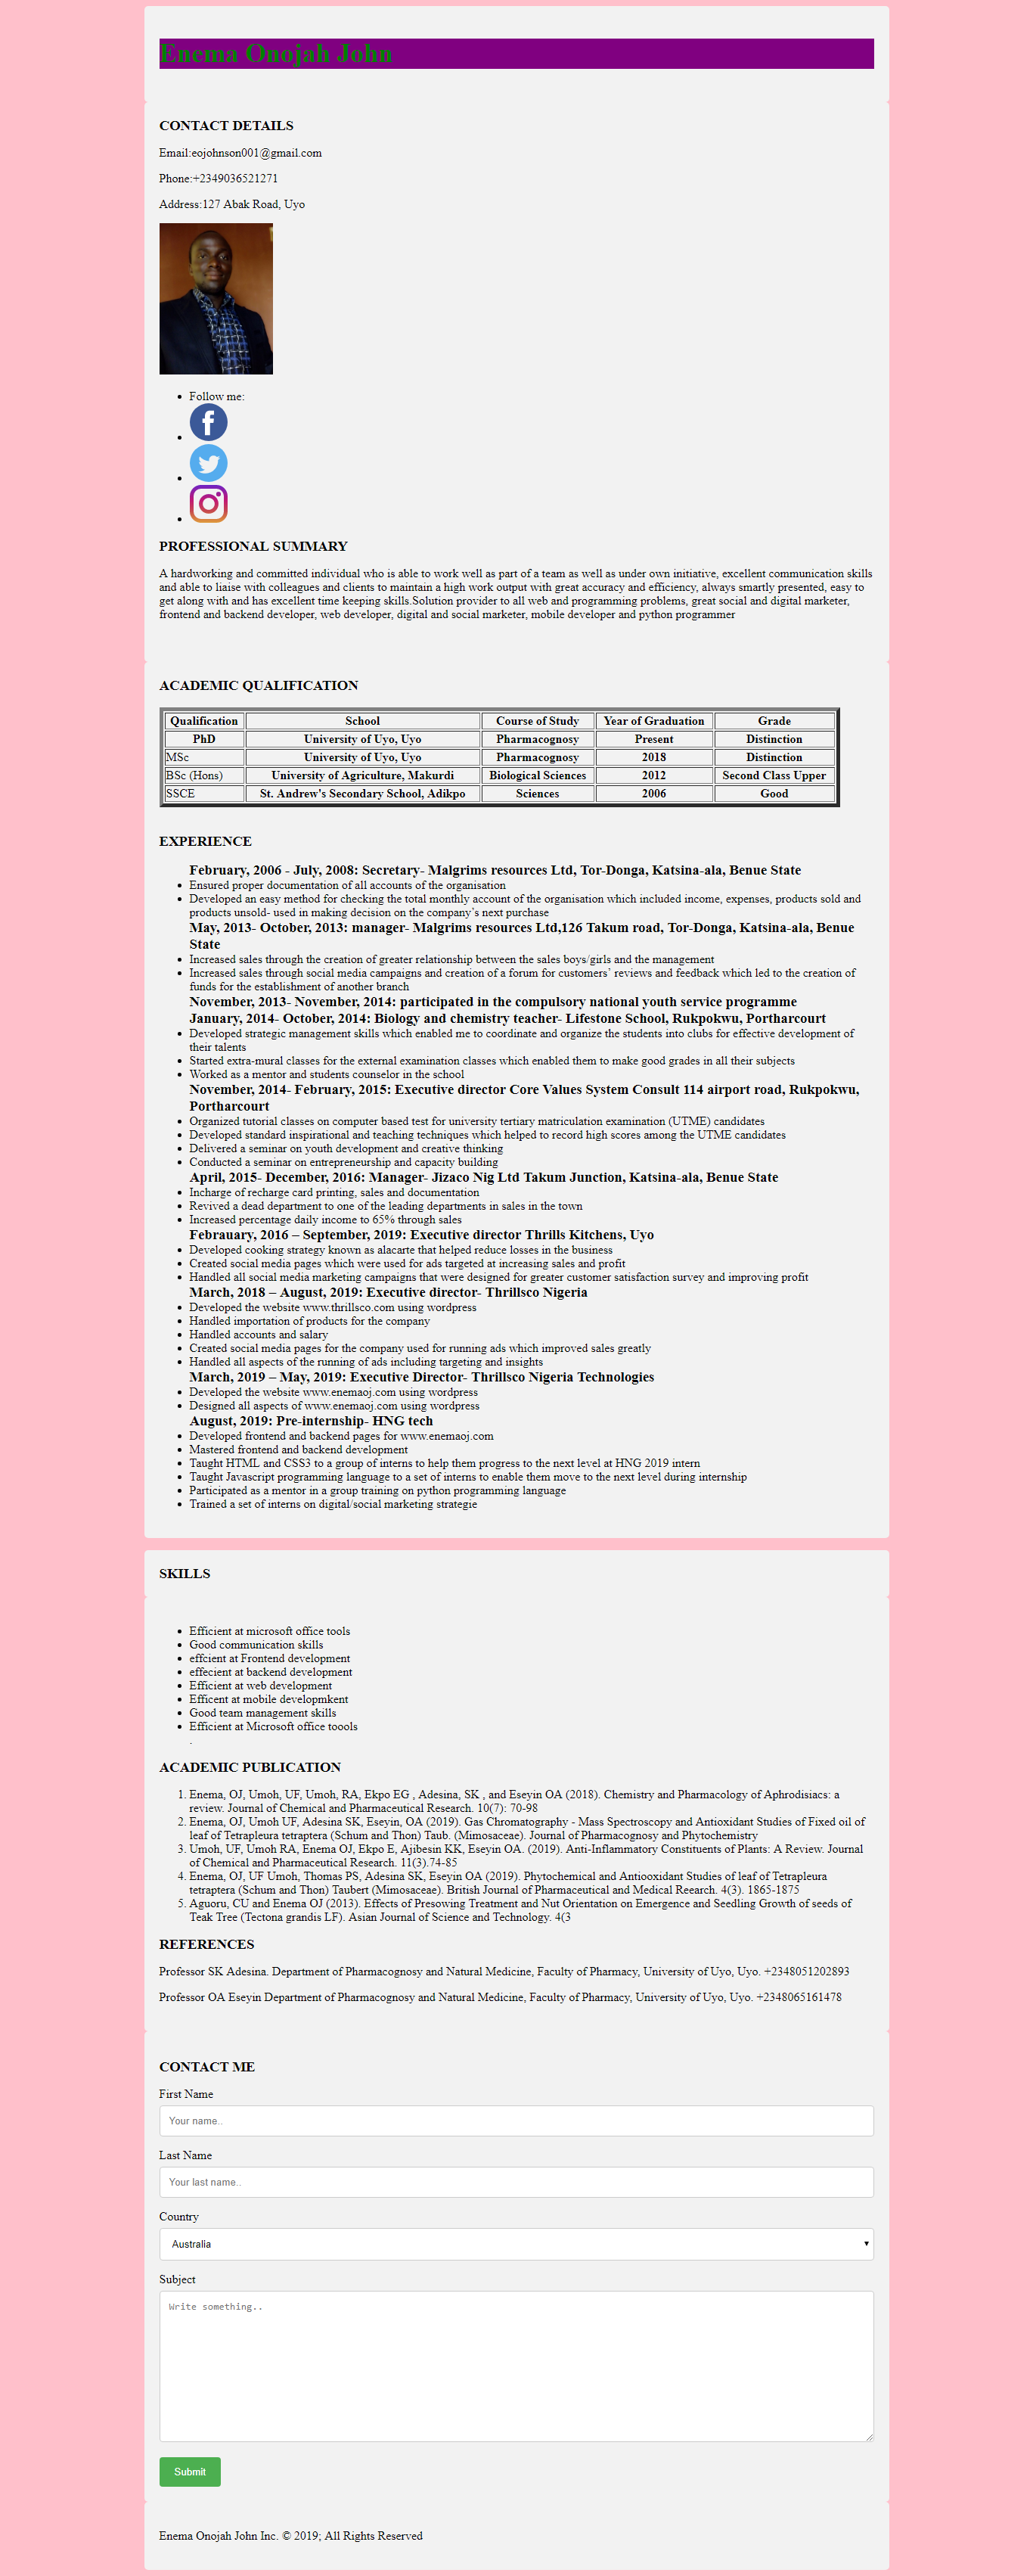 Enema Onojah John
CONTACT DETAILS
Email:eojohnson001@gmail.com
Phone:+2349036521271
Address:127 Abak Road, Uyo
Follow me:
PROFESSIONAL SUMMARY
A hardworking and committed individual who is able to work well as part of a team as well as under own initiative, excellent communication skills
and able to liaise with colleagues and clients to maintain a high work output with great accuracy and efficiency, always smartly presented, easy to
get along with and has excellent time keeping skills.Solution provider to all web and programming problems, great social and digital marketer,
frontend and backend developer, web developer, digital and social marketer, mobile developer and python programmer
ACADEMIC QUALIFICATION
Qualification School Course of Study Year of Graduation Grade
PhD University of Uyo, Uyo Pharmacognosy Present Distinction
MSc University of Uyo, Uyo Pharmacognosy 2018 Distinction
BSc (Hons) University of Agriculture, Makurdi Biological Sciences 2012 Second Class Upper
SSCE St. Andrew's Secondary School, Adikpo Sciences 2006 Good
EXPERIENCE
February, 2006 - July, 2008: Secretary- Malgrims resources Ltd, Tor-Donga, Katsina-ala, Benue State
• Ensured proper documentation of all accounts of the organisation
• Developed an easy method for checking the total monthly account of the organisation which included income, expenses, products sold and
products unsold- used in making decision on the company's next purchase
May, 2013- October, 2013: manager- Malgrims resources Ltd,126 Takum road, Tor-Donga, Katsina-ala, Benue
State
• Increased sales through the creation of greater relationship between the sales boys/girls and the management
• Increased sales through social media campaigns and creation of a forum for customers' reviews and feedback which led to the creation of
funds for the establishment of another branch
November, 2013- November, 2014: participated in the compulsory national youth service programme
January, 2014- October, 2014: Biology and chemistry teacher- Lifestone School, Rukpokwu, Portharcourt
• Developed strategic management skills which enabled me to coordinate and organize the students into clubs for effective development of
their talents
• Started extra-mural classes for the external examination classes which enabled them to make good grades in all their subjects
• Worked as a mentor and students counselor in the school
November, 2014- February, 2015: Executive director Core Values System Consult 114 airport road, Rukpokwu,
Portharcourt
• Organized tutorial classes on computer based test for university tertiary matriculation examination (UTME) candidates
• Developed standard inspirational and teaching techniques which helped to record high scores among the UTME candidates
• Delivered a seminar on youth development and creative thinking
• Conducted a seminar on entrepreneurship and capacity building
April, 2015- December, 2016: Manager- Jizaco Nig Ltd Takum Junction, Katsina-ala, Benue State
• Incharge of recharge card printing, sales and documentation
• Revived a dead department to one of the leading departments in sales in the town
• Increased percentage daily income to 65% through sales
Febrauary, 2016 – September, 2019: Executive director Thrills Kitchens, Uyo
• Developed cooking strategy known as alacarte that helped reduce losses in the business
• Created social media pages which were used for ads targeted at increasing sales and profit
• Handled all social media marketing campaigns that were designed for greater customer satisfaction survey and improving profit
March, 2018 – August, 2019: Executive director- Thrillsco Nigeria
• Developed the website www.thrillsco.com using wordpress
• Handled importation of products for the company
• Handled accounts and salary
• Created social media pages for the company used for running ads which improved sales greatly
• Handled all aspects of the running of ads including targeting and insights
March, 2019 – May, 2019: Executive Director- Thrillsco Nigeria Technologies
• Developed the website www.enemaoj.com using wordpress
• Designed all aspects of www.enemaoj.com using wordpress
August, 2019: Pre-internship- HNG tech
• Developed frontend and backend pages for www.enemaoj.com
• Mastered frontend and backend development
• Taught HTML and CSS3 to a group of interns to help them progress to the next level at HNG 2019 intern
• Taught Javascript programming language to a set of interns to enable them move to the next level during internship
• Participated as a mentor in a group training on python programming language
• Trained a set of interns on digital/social marketing strategie
SKILLS
• Efficient at microsoft office tools
• Good communication skills
• effcient at Frontend development
• effecient at backend development
• Efficient at web development
• Efficent at mobile developmkent
• Good team management skills
• Efficient at Microsoft office toools
.
ACADEMIC PUBLICATION
1. Enema, OJ, Umoh, UF, Umoh, RA, Ekpo EG , Adesina, SK , and Eseyin OA (2018). Chemistry and Pharmacology of Aphrodisiacs: a
review. Journal of Chemical and Pharmaceutical Research. 10(7): 70-98
2. Enema, OJ, Umoh UF, Adesina SK, Eseyin, OA (2019). Gas Chromatography - Mass Spectroscopy and Antioxidant Studies of Fixed oil of
leaf of Tetrapleura tetraptera (Schum and Thon) Taub. (Mimosaceae). Journal of Pharmacognosy and Phytochemistry
3. Umoh, UF, Umoh RA, Enema OJ, Ekpo E, Ajibesin KK, Eseyin OA. (2019). Anti-Inflammatory Constituents of Plants: A Review. Journal
of Chemical and Pharmaceutical Research. 11(3).74-85
4. Enema, OJ, UF Umoh, Thomas PS, Adesina SK, Eseyin OA (2019). Phytochemical and Antiooxidant Studies of leaf of Tetrapleura
tetraptera (Schum and Thon) Taubert (Mimosaceae). British Journal of Pharmaceutical and Medical Reearch. 4(3). 1865-1875
5. Aguoru, CU and Enema OJ (2013). Effects of Presowing Treatment and Nut Orientation on Emergence and Seedling Growth of seeds of
Teak Tree (Tectona grandis LF). Asian Journal of Science and Technology. 4(3
REFERENCES
Professor SK Adesina. Department of Pharmacognosy and Natural Medicine, Faculty of Pharmacy, University of Uyo, Uyo. +2348051202893
Professor OA Eseyin Department of Pharmacognosy and Natural Medicine, Faculty of Pharmacy, University of Uyo, Uyo. +2348065161478
CONTACT ME
First Name
Your name..
Last Name
Your last name..
Country
Australia
Subject
Write something..
Submit
Enema Onojah John Inc. © 2019; All Rights Reserved